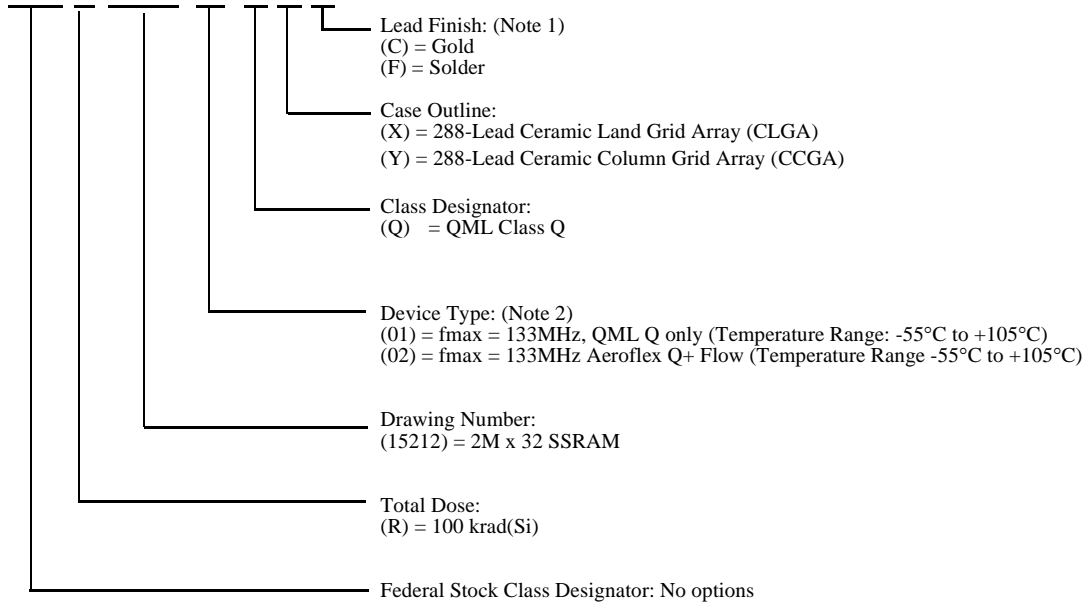 Lead Finish: (Note 1)
(C) = Gold
(F) = Solder
Case Outline:
(X) = 288-Lead Ceramic Land Grid Array (CLGA)
(Y) = 288-Lead Ceramic Column Grid Array (CCGA)
Class Designator:
(Q) = QML Class Q
Device Type: (Note 2)
(01) = fmax = 133MHz, QML Q only (Temperature Range: -55°C to +105°C)
(02) = fmax = 133MHz Aeroflex Q+ Flow (Temperature Range -55°C to +105°C)
Drawing Number:
(15212) = 2M x 32 SSRAM
Total Dose:
(R) = 100 krad(Si)
Federal Stock Class Designator: No options